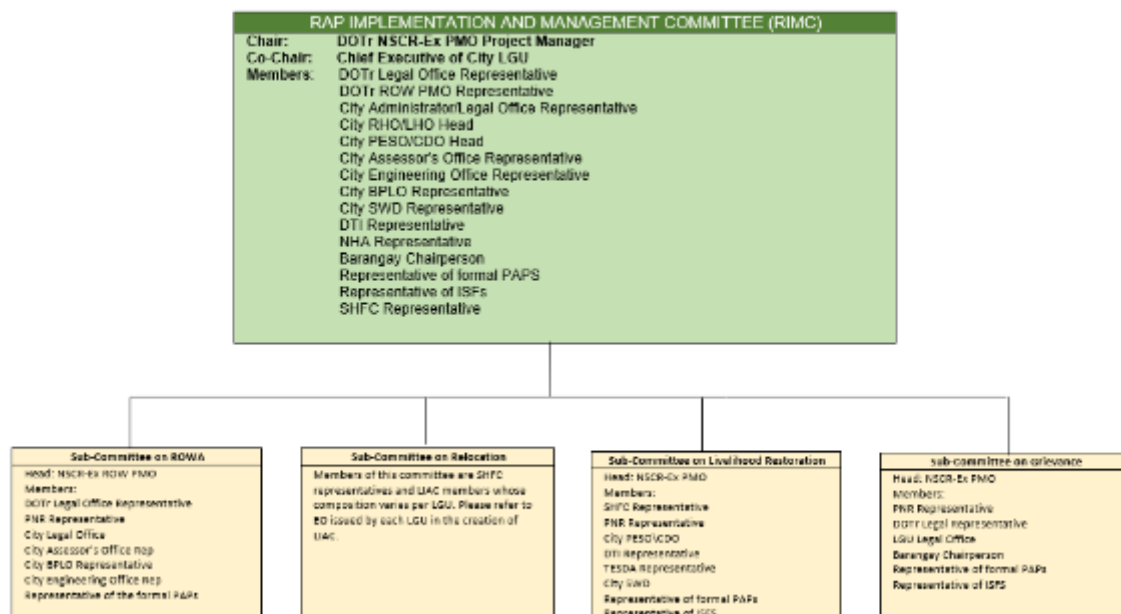 RAP IMPLEMENTATION AND MANAGEMENT COMMITTEE (RIMC)
Chair: DOTr NSCR-Ex PMO Project Manager
Co-Chair: Chief Executive of City LGU
Members: DOTr Legal Office Representative
DOTr ROW PMO Representative
City Administrator/Legal Office Representative
City RHO/LHO Head
City PESO/CDO Head
City Assessor's Office Representative
City Engineering Office Representative
City BPLO Representative
City SWD Representative
DTI Representative
NHA Representative
Barangay Chairperson
Representative of formal PAPS
Representative of ISFs
SHFC Representative
Sub-Committee on ROWA
Head: NSCR-Ex ROW PMO
Members:
DOTr Legal Office Representative
PNR Representative
City Legal Office
City Assessor's Office Rep
City BPLO Representative
City Engineering Office Rep
Representative of the formal PAPs
Sub-Committee on Relocation
Members of this committee are SHFC
representatives and LIAC members whose
composition varies per LGU. Please refer to
EO issued by each LGU in the creation of
LIAC.
Sub-Committee on Livelihood Restoration
Head: NSCR-Ex PMO
Members:
SHFC Representative
PNR Representative
City PESO\CDO
DTI Representative
TESDA Representative
City SWD
Representative of formal PAPs
Representative of ISFS
Sub-Committee on Grievance
Head: NSCR-Ex PMO
Members:
PNR Representative
DOTr Legal Representative
LGU Legal Office
Barangay Chairperson
Representative of formal PAPs
Representative of ISFS